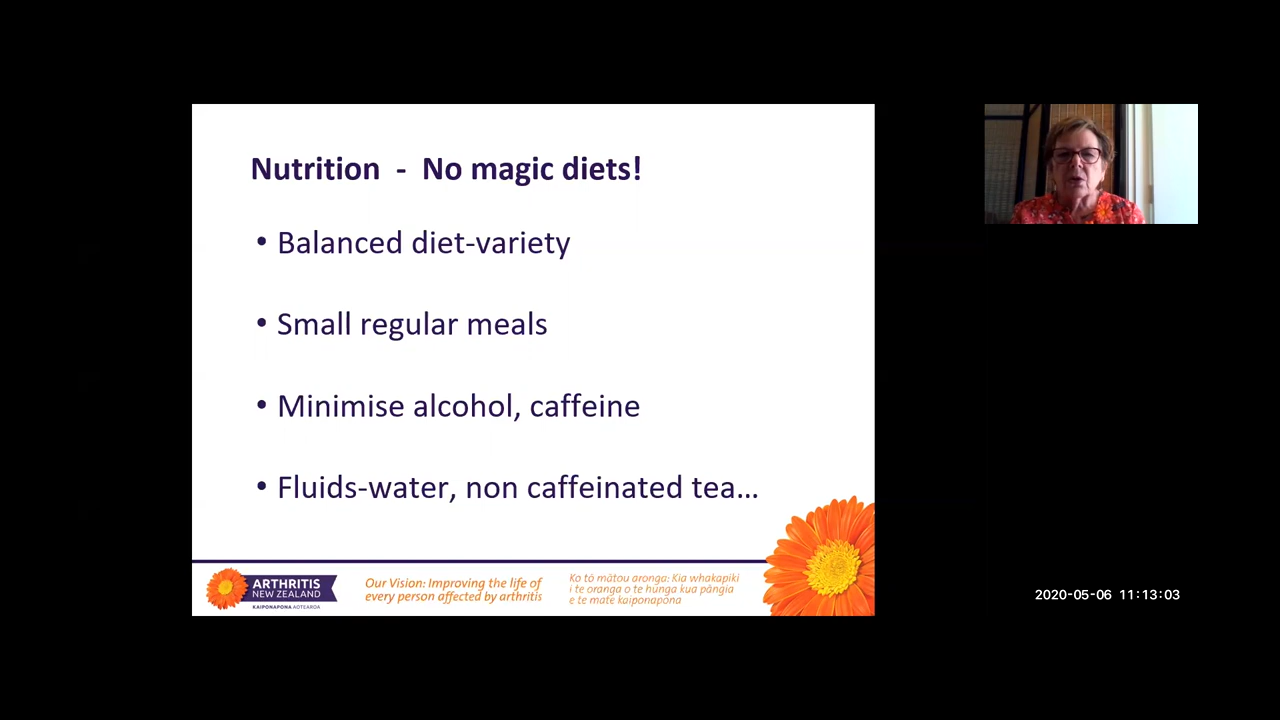 Nutrition - No magic diets!
• Balanced diet-variety
• Small regular meals
• Minimise alcohol, caffeine
• Fluids-water, non caffeinated tea...
ARTHRITIS
NEW ZEALAND
KAIPONAPONA AOTEAROA
Our Vision: Improving the life of
every person affected by arthritis
Ko tō mātou aronga: Kia whakapiki
i te oranga o te hunga kua pāngia
e te mate kaiponapona
2020-05-06 11:13:03